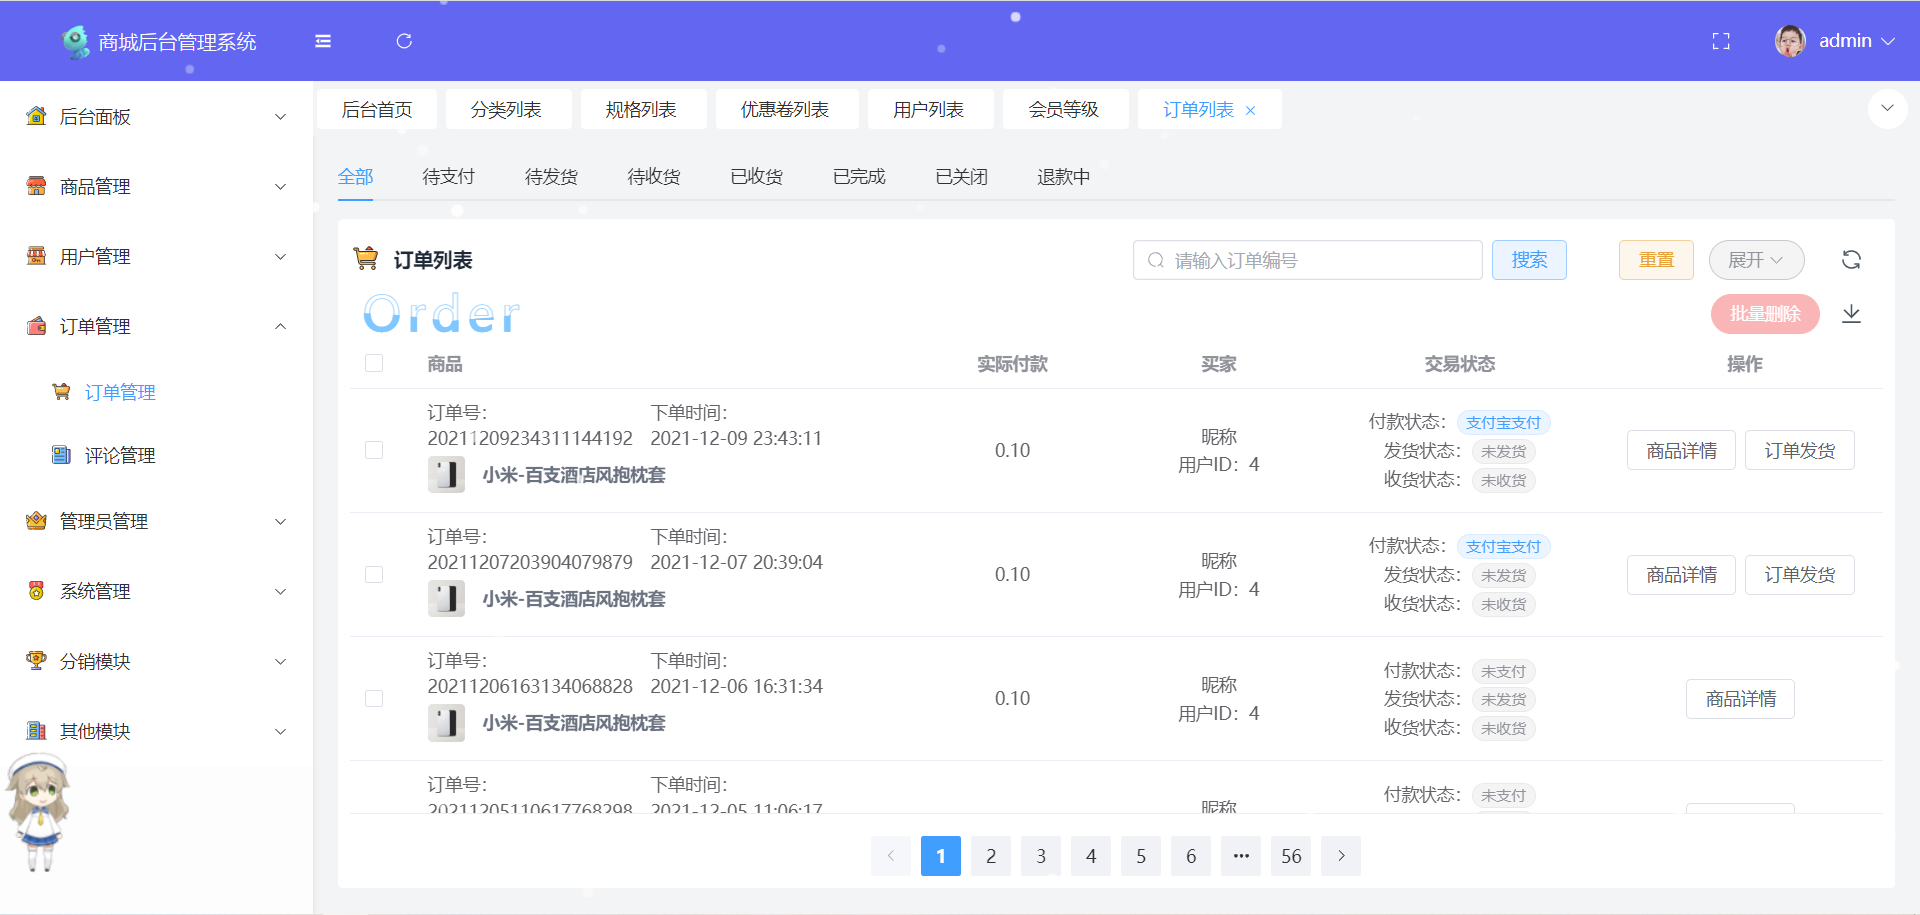 商城后台管理系统
admin
后台面板
商品管理
用户管理
订单管理
订单管理
评论管理
管理员管理
系统管理
分销模块
其他模块
后台首页 分类列表 规格列表 优惠卷列表 用户列表 会员等级 订单列表
全部 待支付 待发货 待收货 已收货 已完成 已关闭 退款中
订单列表
请输入订单编号 搜索 重置 展开
Order
批量删除
商品 实际付款 买家 交易状态 操作
订单号： 下单时间：
20211209234311144192 2021-12-09 23:43:11
小米-百支酒店风抱枕套
0.10
昵称
用户ID：4
付款状态： 支付宝支付
发货状态： 未发货
收货状态： 未收货
商品详情 订单发货
订单号： 下单时间：
20211207203904079879 2021-12-07 20:39:04
小米-百支酒店风抱枕套
0.10
昵称
用户ID：4
付款状态： 支付宝支付
发货状态： 未发货
收货状态： 未收货
商品详情 订单发货
订单号： 下单时间：
20211206163134068828 2021-12-06 16:31:34
小米-百支酒店风抱枕套
0.10
昵称
用户ID：4
付款状态： 未支付
发货状态： 未发货
收货状态： 未收货
商品详情
订单号： 下单时间：
20211205110617768298 2021-12-05 11:06:17
昵称
付款状态： 未支付
1 2 3 4 5 6 ••• 56